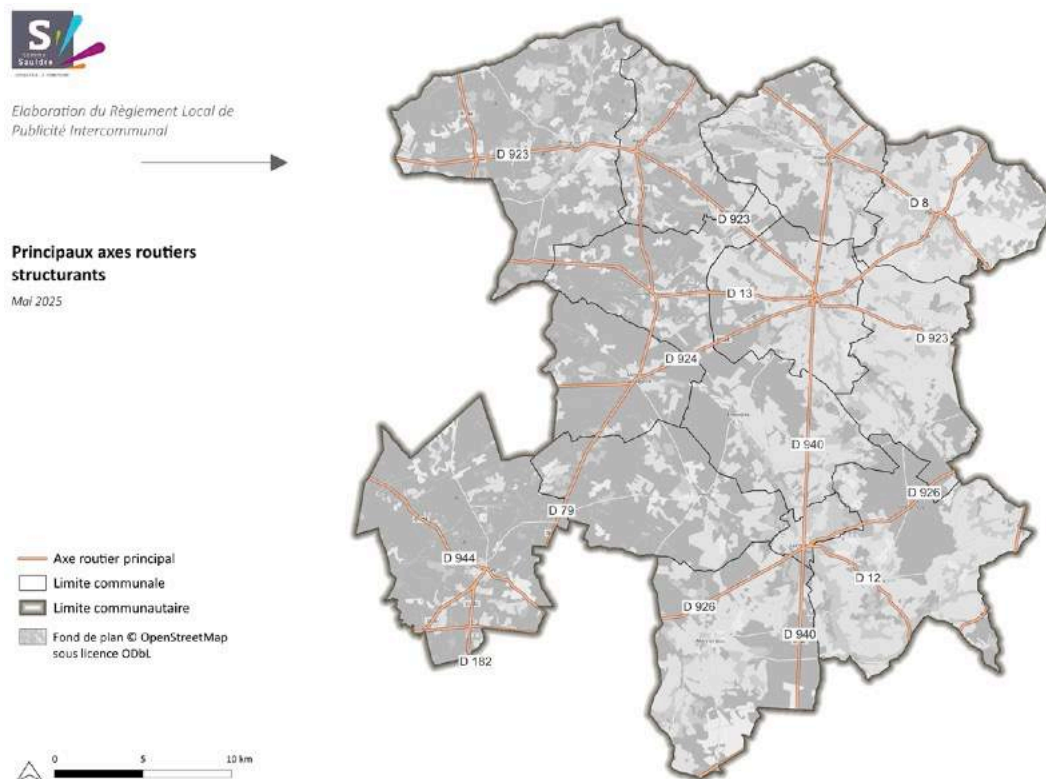 S
Sauldre
Elaboration du Règlement Local de
Publicité Intercommunal
Principaux axes routiers
structurants
Mai 2025
D 923
D 8
D 923
D 13
D 923
D 924
D 940
D 926
D 79
D 944
D 12
D 926
D 940
D 182
Axe routier principal
Limite communale
Limite communautaire
Fond de plan © OpenStreetMap
sous licence ODbL
0 5 10 km